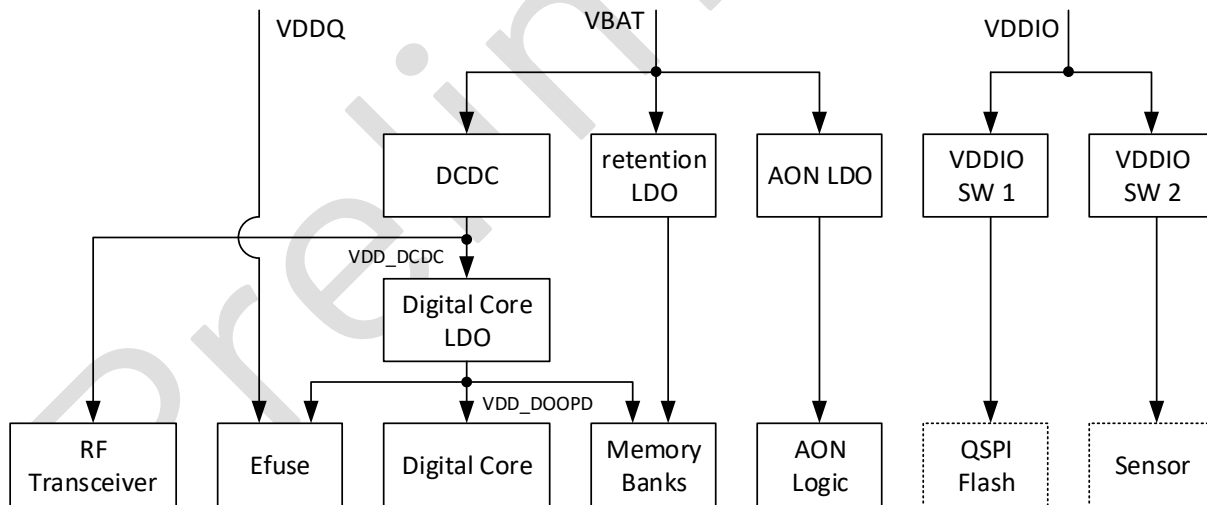 VDDQ
VBAT
VDDIO
DCDC
retention
LDO
AON LDO
VDDIO
SW 1
VDDIO
SW 2
VDD_DCDC
Digital Core
LDO
VDD_DOOPD
RF
Transceiver
Efuse
Digital Core
Memory
Banks
AON
Logic
QSPI
Flash
Sensor
Prelim